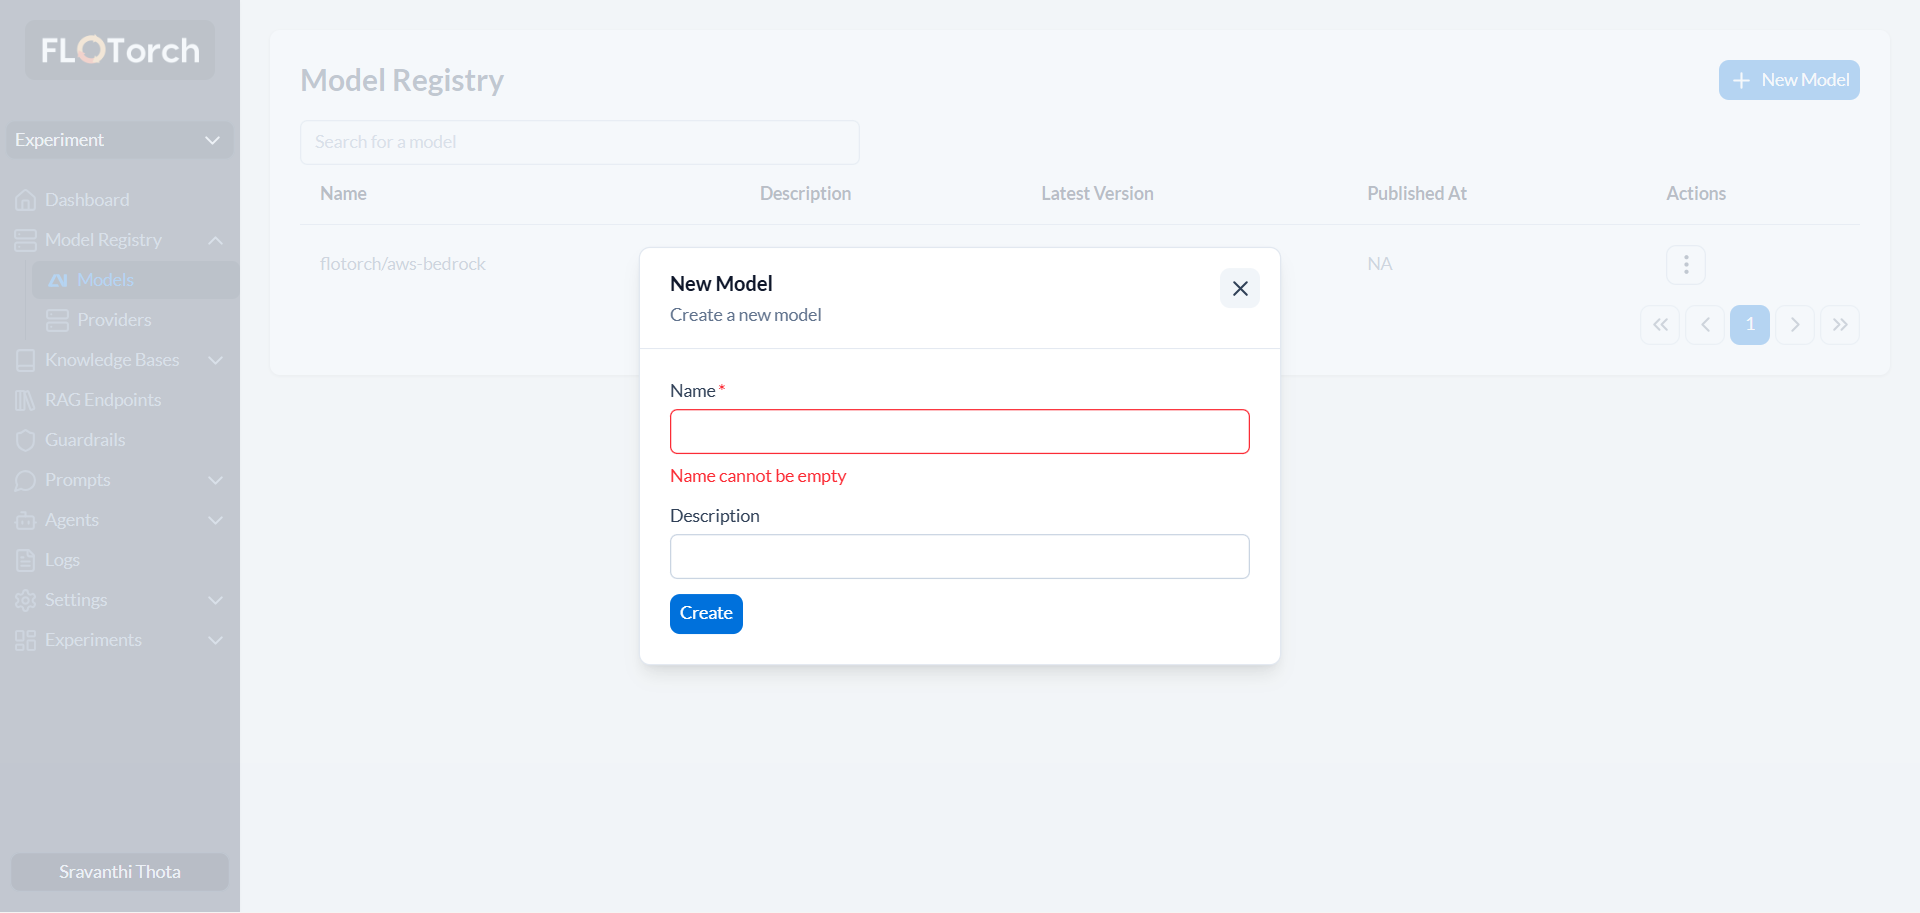 FLOTorch
Experiment
Dashboard
Model Registry
Models
Providers
Knowledge Bases
RAG Endpoints
Guardrails
Prompts
Agents
Logs
Settings
Experiments
Sravanthi Thota
Model Registry
New Model
Search for a model
Name Description Latest Version Published At Actions
flotorch/aws-bedrock NA
1
New Model
Create a new model
Name*
Name cannot be empty
Description
Create